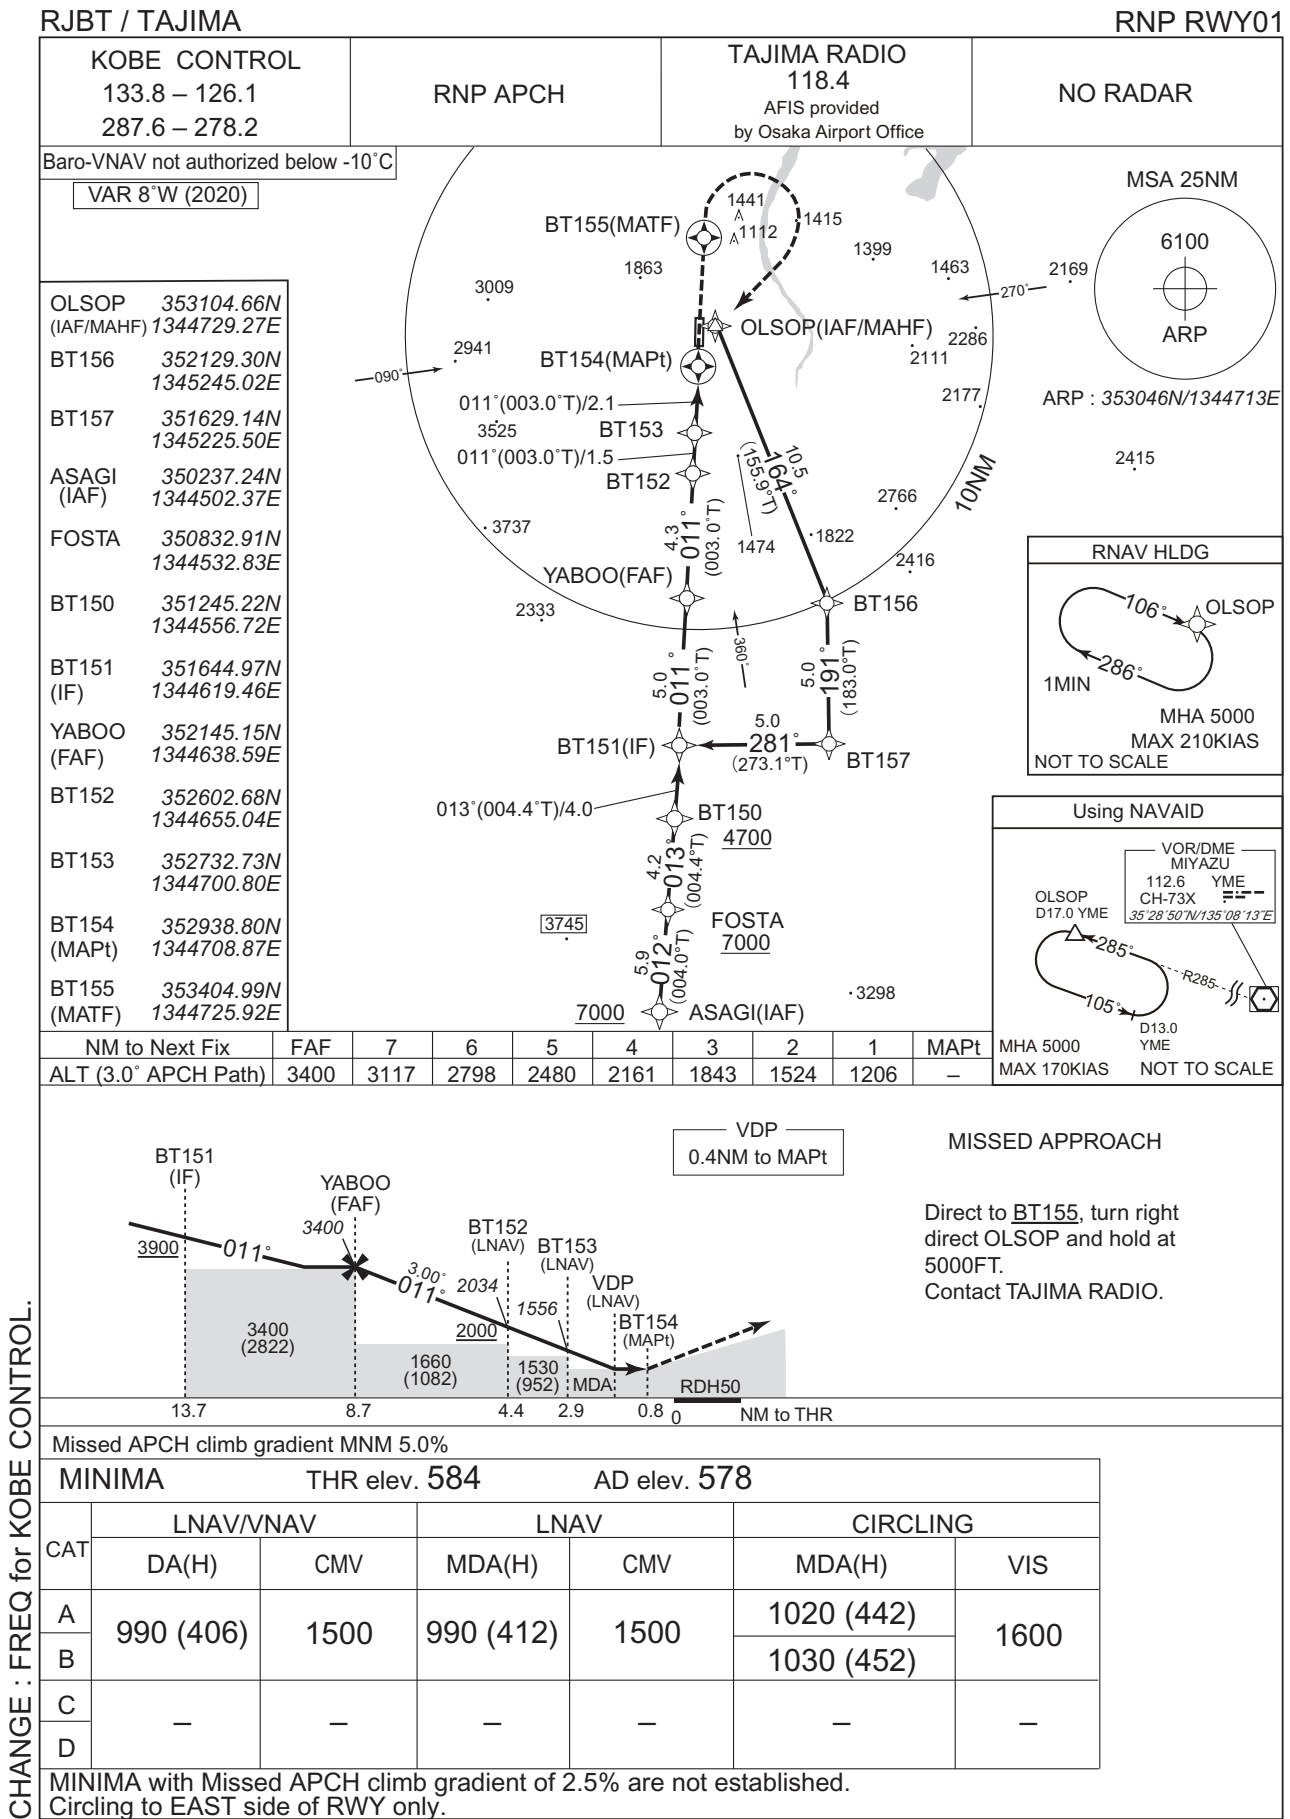 RJBT / TAJIMA
RNP RWY01
KOBE CONTROL
133.8 – 126.1
287.6 – 278.2
RNP APCH
TAJIMA RADIO
118.4
AFIS provided
by Osaka Airport Office
NO RADAR
Baro-VNAV not authorized below -10˚C
VAR 8˚W (2020)
OLSOP 353104.66N
(IAF/MAHF) 1344729.27E
BT156 352129.30N
1345245.02E
BT157 351629.14N
1345225.50E
ASAGI 350237.24N
(IAF) 1344502.37E
FOSTA 350832.91N
1344532.83E
BT150 351245.22N
1344556.72E
BT151 351644.97N
(IF) 1344619.46E
YABOO 352145.15N
(FAF) 1344638.59E
BT152 352602.68N
1344655.04E
BT153 352732.73N
1344700.80E
BT154 352938.80N
(MAPt) 1344708.87E
BT155 353404.99N
(MATF) 1344725.92E
1441
BT155(MATF)
1112
1415
1863
1399
1463
2169
270˚
3009
OLSOP(IAF/MAHF)
2286
2111
2941
BT154(MAPt)
090˚
2177
011˚(003.0˚T)/2.1
3525
BT153
011˚(003.0˚T)/1.5
BT152
10.5
164˚
(155.9°T)
10NM
2766
3737
4.3
011˚
(003.0˚T)
1474
1822
2416
YABOO(FAF)
BT156
2333
360˚
5.0
011˚
(003.0˚T)
5.0
191˚
(183.0°T)
BT151(IF)
5.0
281˚
(273.1°T)
BT157
013˚(004.4˚T)/4.0
BT150
4700
4.2
013˚
(004.4°T)
3745
FOSTA
7000
5.9
012˚
(004.0°T)
3298
7000
ASAGI(IAF)
MSA 25NM
6100
ARP
ARP : 353046N/1344713E
2415
RNAV HLDG
106˚
OLSOP
286˚
1MIN
MHA 5000
MAX 210KIAS
NOT TO SCALE
Using NAVAID
VOR/DME
MIYAZU
112.6 YME
CH-73X
35˚28´50˝N/135˚08´13˝E
OLSOP
D17.0 YME
285˚
R285
105˚
D13.0
YME
MHA 5000
MAX 170KIAS NOT TO SCALE
NM to Next Fix FAF 7 6 5 4 3 2 1 MAPt
ALT (3.0˚ APCH Path) 3400 3117 2798 2480 2161 1843 1524 1206 –
VDP
0.4NM to MAPt
MISSED APPROACH
Direct to BT155, turn right
direct OLSOP and hold at
5000FT.
Contact TAJIMA RADIO.
BT151
(IF)
YABOO
(FAF)
3400
BT152
(LNAV)
BT153
(LNAV)
VDP
(LNAV)
BT154
(MAPt)
3900
011˚
3.00˚
011˚
2034
1556
2000
3400
(2822)
1660
(1082)
1530
(952)
MDA
RDH50
13.7 8.7 4.4 2.9 0.8 0 NM to THR
Missed APCH climb gradient MNM 5.0%
MINIMA THR elev. 584 AD elev. 578
CAT LNAV/VNAV LNAV CIRCLING
DA(H) CMV MDA(H) CMV MDA(H) VIS
A 990 (406) 1500 990 (412) 1500 1020 (442) 1600
B 1030 (452)
C – – – – – –
D
MINIMA with Missed APCH climb gradient of 2.5% are not established.
Circling to EAST side of RWY only.
CHANGE : FREQ for KOBE CONTROL.